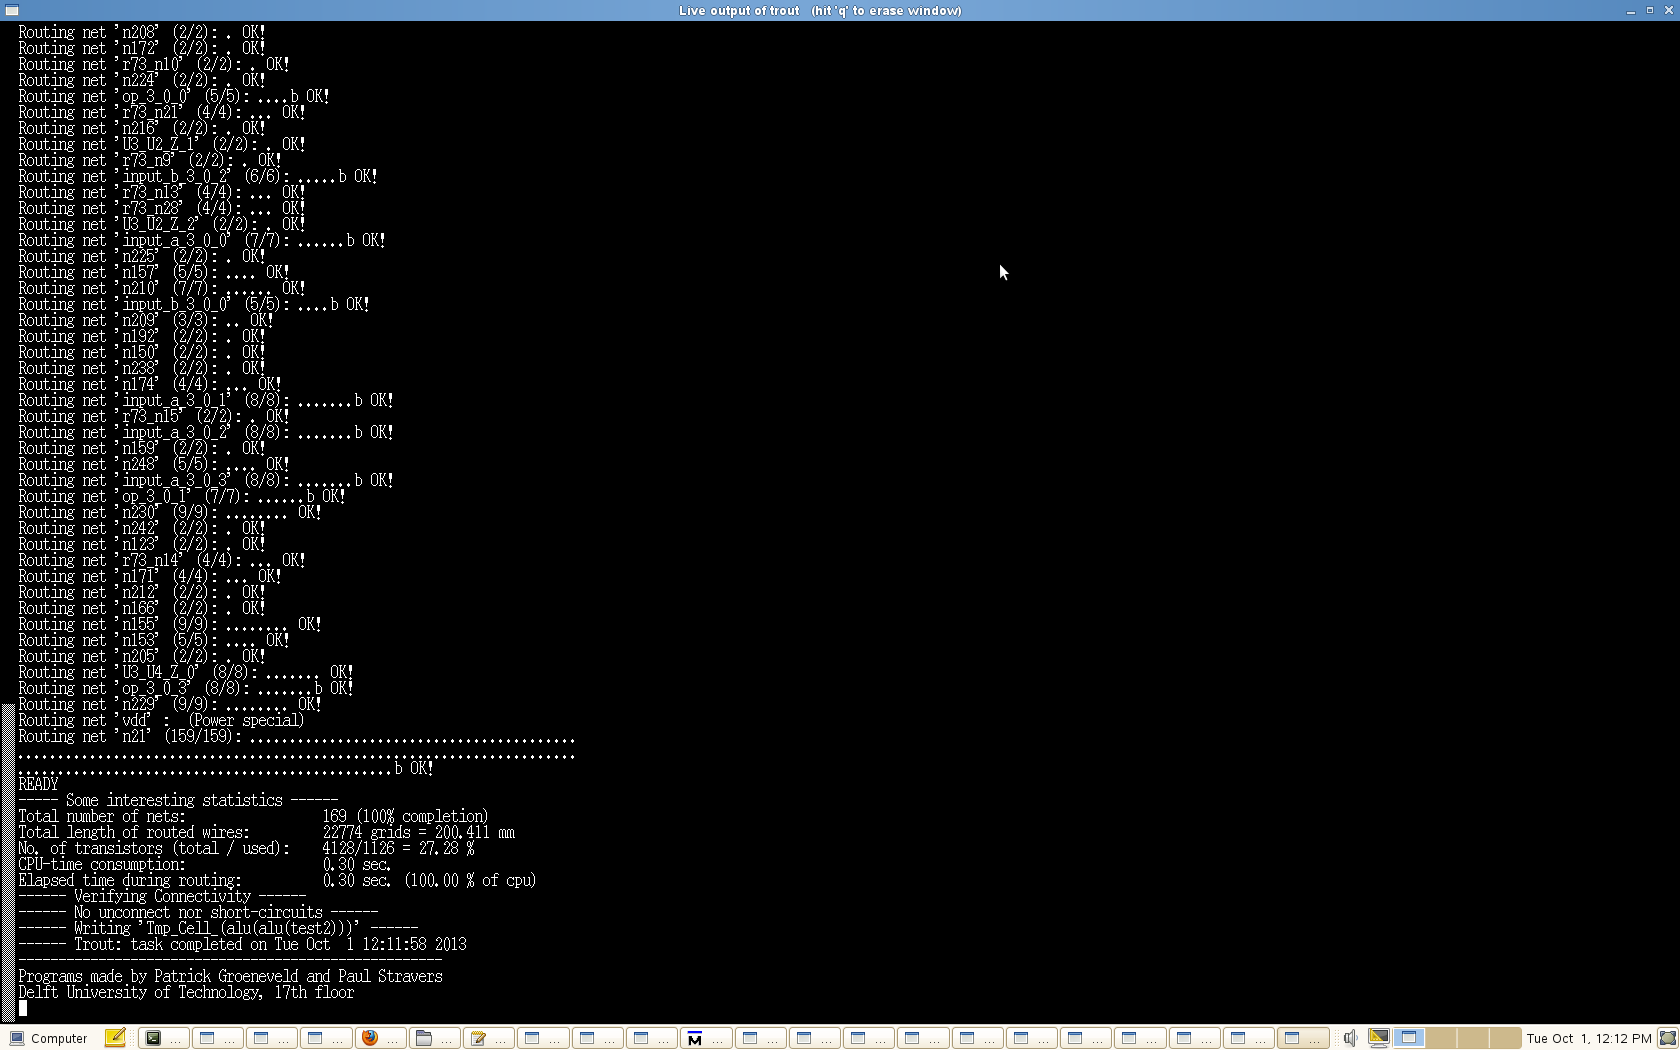 Live output of trout   (hit 'q' to erase window)
Routing net 'n208' (2/2): . OK!
Routing net 'n172' (2/2): . OK!
Routing net 'r73_n10' (2/2): . OK!
Routing net 'n224' (2/2): . OK!
Routing net 'op_3_0_0' (5/5): ....b OK!
Routing net 'r73_n21' (4/4): ... OK!
Routing net 'n216' (2/2): . OK!
Routing net 'U3_U2_Z_1' (2/2): . OK!
Routing net 'r73_n9' (2/2): . OK!
Routing net 'input_b_3_0_2' (6/6): .....b OK!
Routing net 'r73_n13' (4/4): ... OK!
Routing net 'r73_n28' (4/4): ... OK!
Routing net 'U3_U2_Z_2' (2/2): . OK!
Routing net 'input_a_3_0_0' (7/7): ......b OK!
Routing net 'n225' (2/2): . OK!
Routing net 'n157' (5/5): .... OK!
Routing net 'n210' (7/7): ...... OK!
Routing net 'input_b_3_0_0' (5/5): ....b OK!
Routing net 'n209' (3/3): .. OK!
Routing net 'n192' (2/2): . OK!
Routing net 'n150' (2/2): . OK!
Routing net 'n238' (2/2): . OK!
Routing net 'n174' (4/4): ... OK!
Routing net 'input_a_3_0_1' (8/8): .......b OK!
Routing net 'r73_n15' (2/2): . OK!
Routing net 'input_a_3_0_2' (8/8): .......b OK!
Routing net 'n159' (2/2): . OK!
Routing net 'n248' (5/5): .... OK!
Routing net 'input_a_3_0_3' (8/8): .......b OK!
Routing net 'op_3_0_1' (7/7): ......b OK!
Routing net 'n230' (9/9): ........ OK!
Routing net 'n242' (2/2): . OK!
Routing net 'n123' (2/2): . OK!
Routing net 'r73_n14' (4/4): ... OK!
Routing net 'n171' (4/4): ... OK!
Routing net 'n212' (2/2): . OK!
Routing net 'n166' (2/2): . OK!
Routing net 'n155' (9/9): ........ OK!
Routing net 'n153' (5/5): .... OK!
Routing net 'n205' (2/2): . OK!
Routing net 'U3_U4_Z_0' (8/8): ....... OK!
Routing net 'op_3_0_3' (8/8): .......b OK!
Routing net 'n229' (9/9): ........ OK!
Routing net 'vdd' :  (Power special)
Routing net 'n21' (159/159): .........................................
......................................................................
...............................................b OK!
READY
----- Some interesting statistics ------
Total number of nets:                 169 (100% completion)
Total length of routed wires:         22774 grids = 200.411 mm
No. of transistors (total / used):    4128/1126 = 27.28 %
CPU-time consumption:                 0.30 sec.
Elapsed time during routing:          0.30 sec. (100.00 % of cpu)
------ Verifying Connectivity ------
------ No unconnect nor short-circuits ------
------ Writing 'Tmp_Cell_(alu(alu(test2)))' ------
------ Trout: task completed on Tue Oct  1 12:11:58 2013
-----------------------------------------------------
Programs made by Patrick Groeneveld and Paul Stravers
Delft University of Technology, 17th floor
Computer ... ... ... ... ... ... ... ... ... ... M ... ... ... ... ... ... ... ... ... ... ... ... Tue Oct  1, 12:12 PM